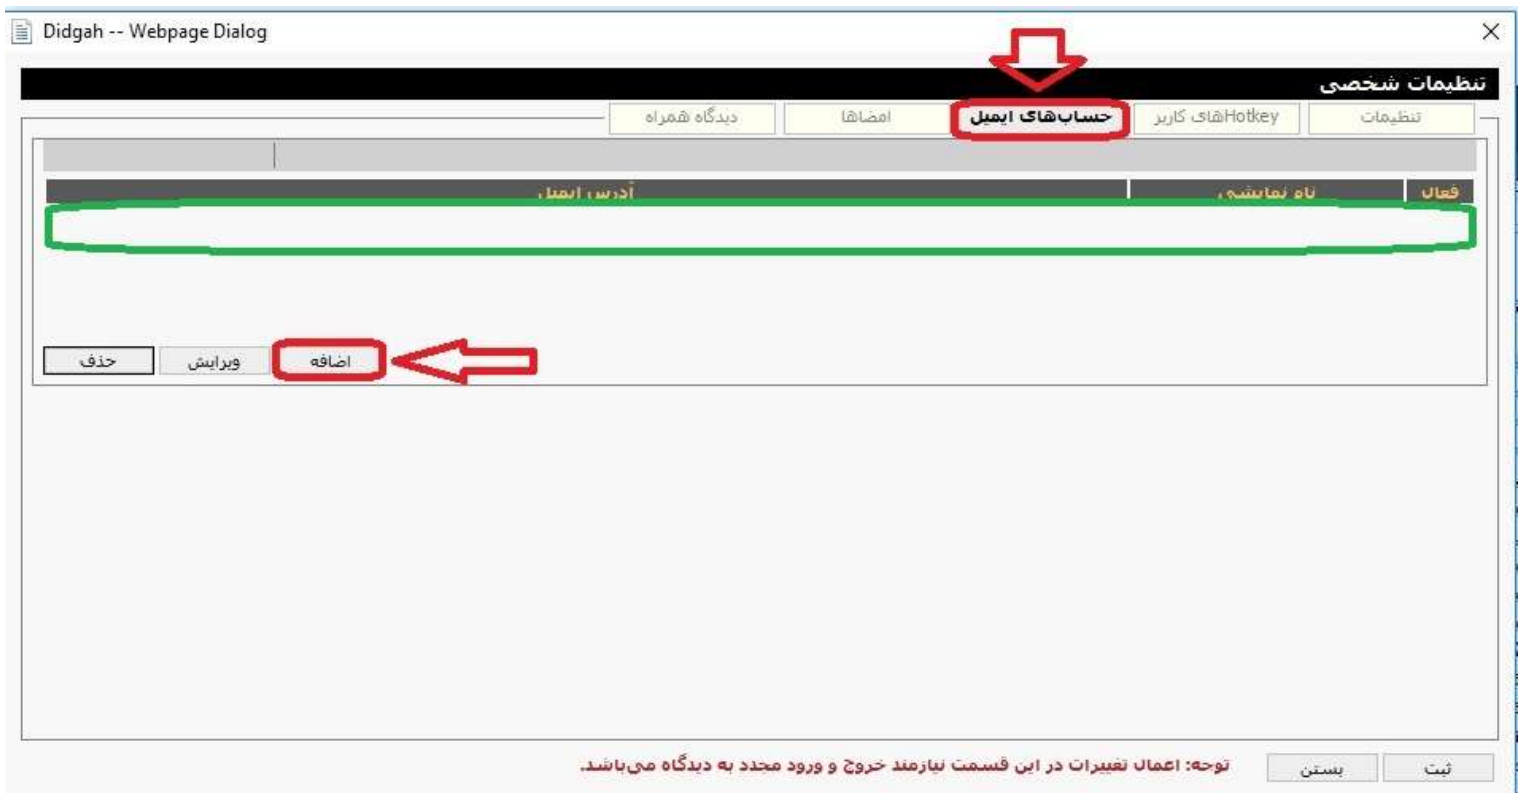 Didgah -- Webpage Dialog
تنظیمات شخصی
تنظیمات
Hotkeyهای کاربر
حساب‌های ایمیل
امضاها
دیدگاه همراه
فعال
نام نمایشی
آدرس ایمیل
اضافه
ویرایش
حذف
توجه: اعمال تغییرات در این قسمت نیازمند خروج و ورود مجدد به دیدگاه می‌باشد.
ثبت
بستن